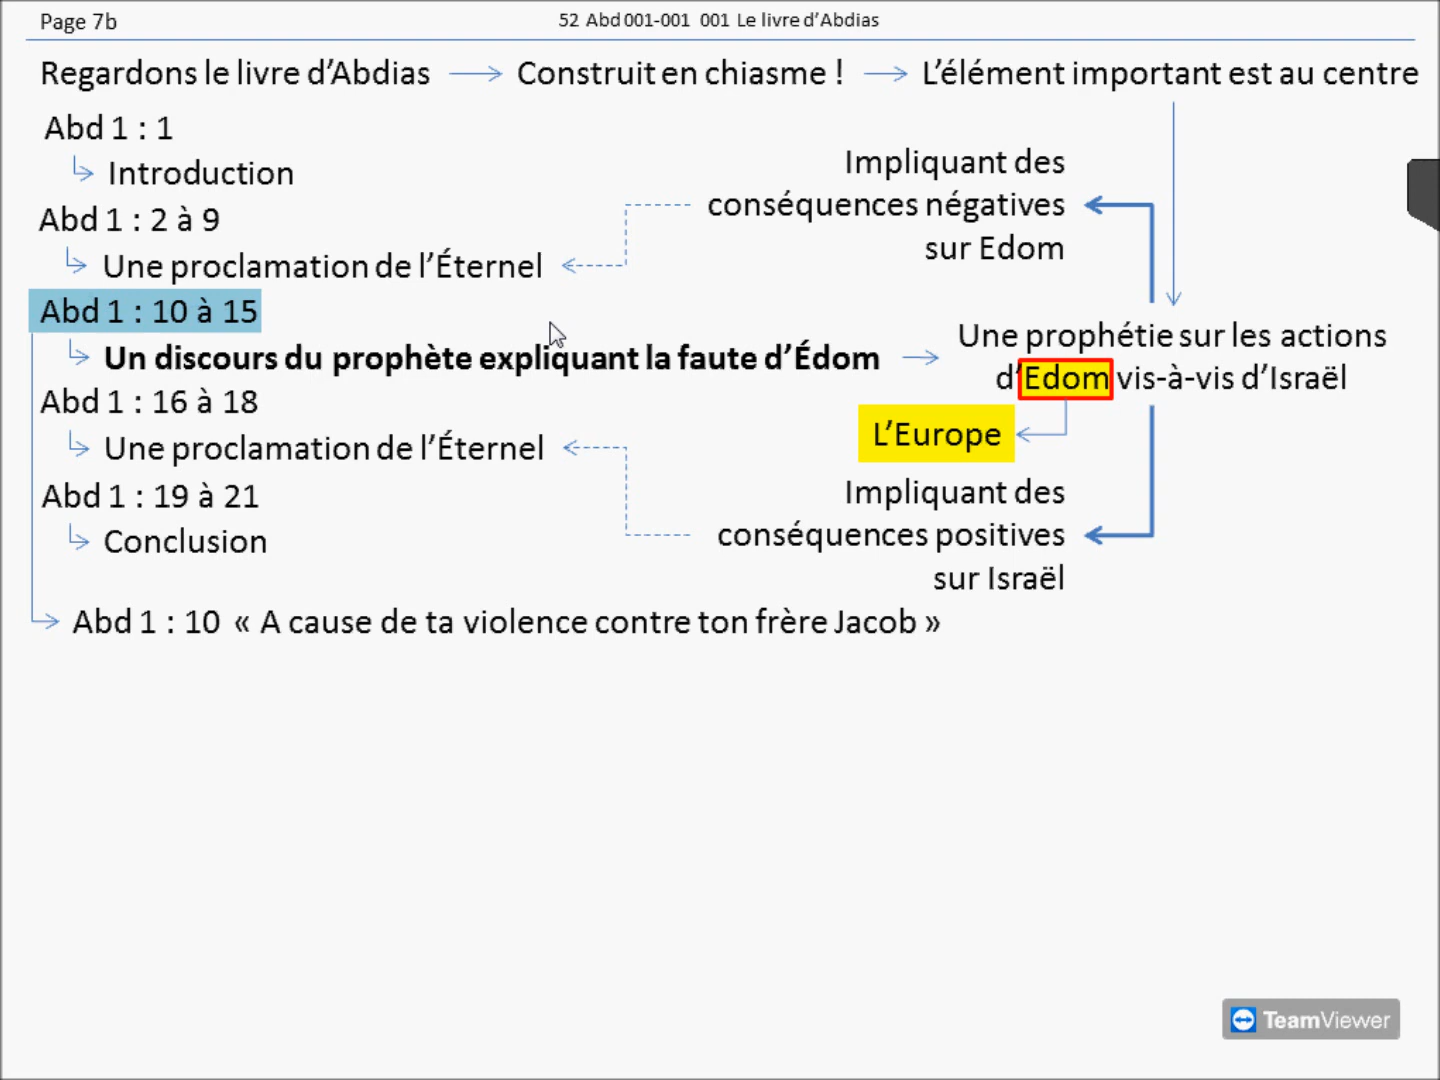 Page 7b
52 Abd 001-001 001 Le livre d’Abdias
Regardons le livre d’Abdias
Construit en chiasme !
L’élément important est au centre
Abd 1 : 1
Introduction
Abd 1 : 2 à 9
Une proclamation de l’Éternel
Impliquant des
conséquences négatives
sur Edom
Abd 1 : 10 à 15
Un discours du prophète expliquant la faute d’Édom
Une prophétie sur les actions
d’Edom vis-à-vis d’Israël
L’Europe
Abd 1 : 16 à 18
Une proclamation de l’Éternel
Impliquant des
conséquences positives
sur Israël
Abd 1 : 19 à 21
Conclusion
Abd 1 : 10 « A cause de ta violence contre ton frère Jacob »
TeamViewer